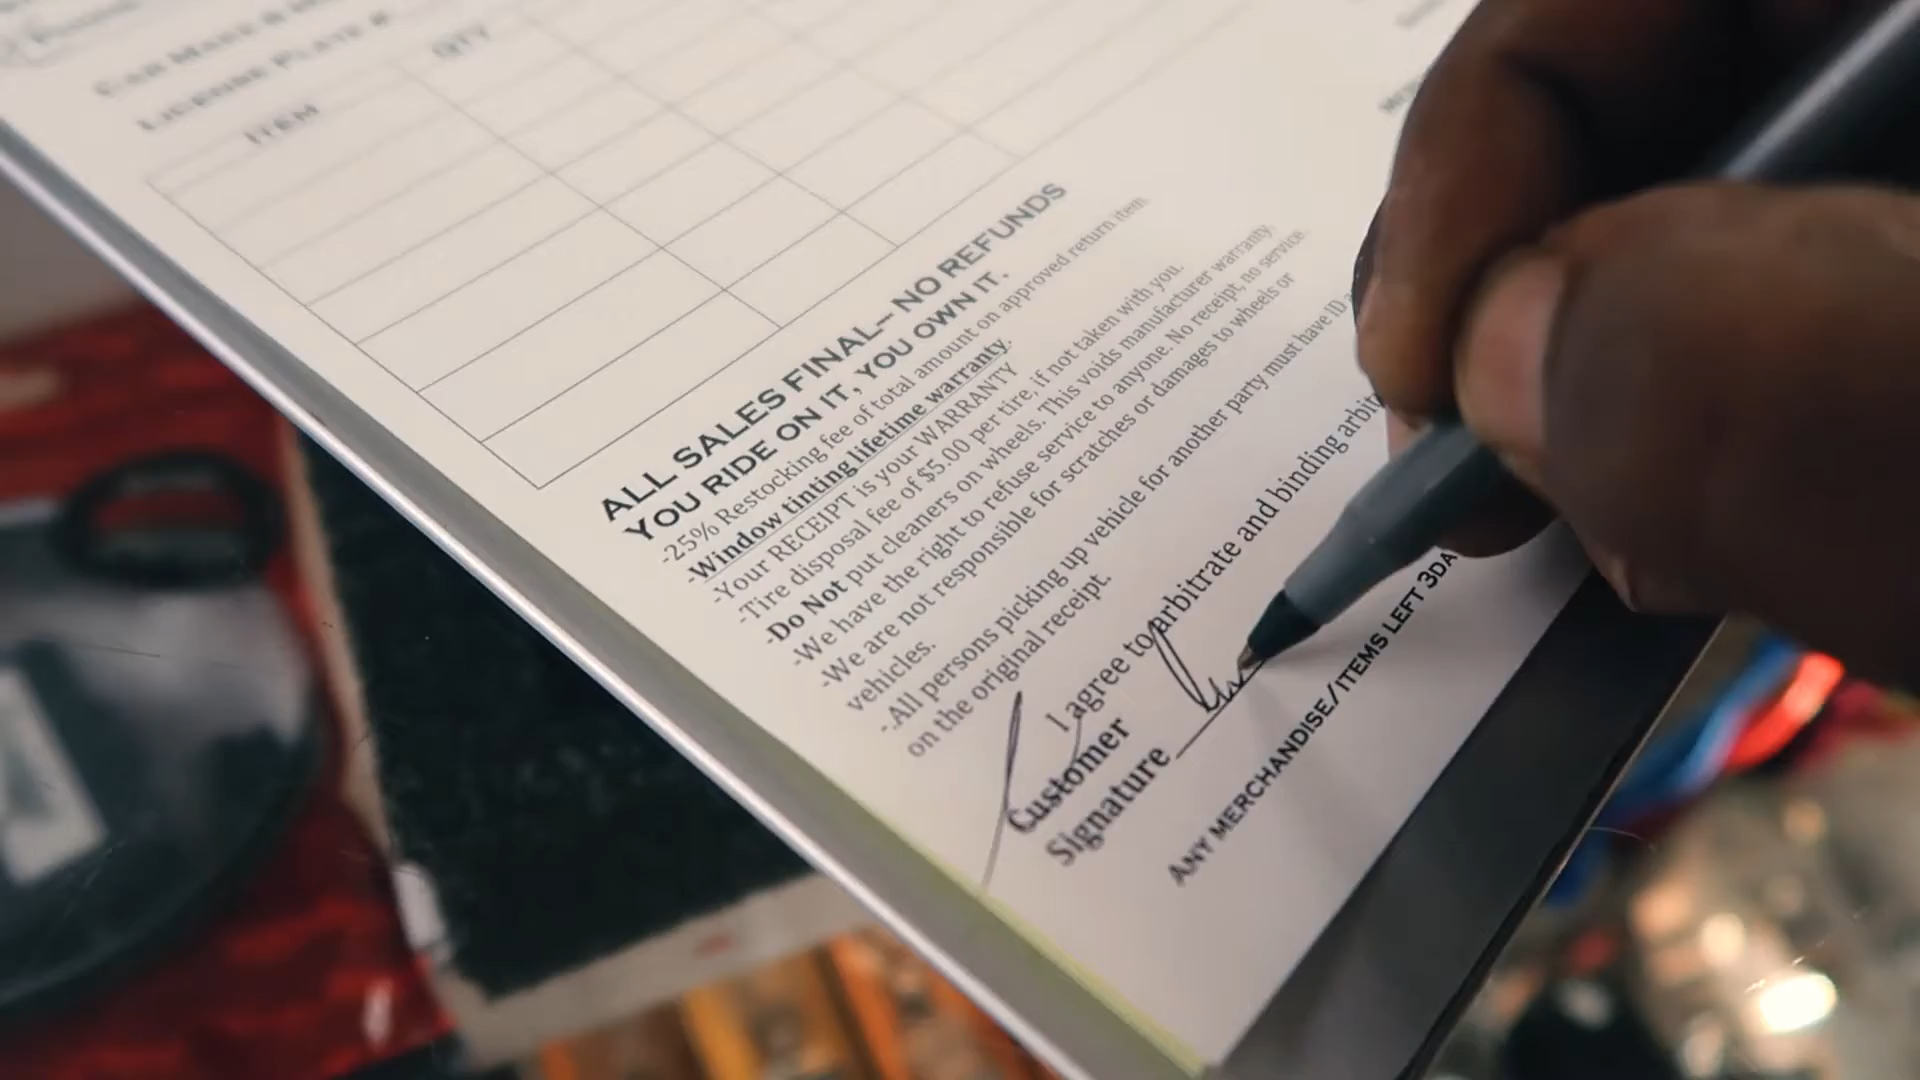 CAR MAKE &
LICENSE PLATE #
ITEM QTY
ALL SALES FINAL– NO REFUNDS
YOU RIDE ON IT, YOU OWN IT.
-25% Restocking fee of total amount on approved return item.
-Window tinting lifetime warranty.
-Your RECEIPT is your WARRANTY
-Tire disposal fee of $5.00 per tire, if not taken with you.
-Do Not put cleaners on wheels. This voids manufacturer warranty.
-We have the right to refuse service to anyone. No receipt, no service.
-We are not responsible for scratches or damages to wheels or
vehicles.
-All persons picking up vehicle for another party must have ID
on the original receipt.
I agree to arbitrate and binding arbit
Customer
Signature
ANY MERCHANDISE/ITEMS LEFT 3DA